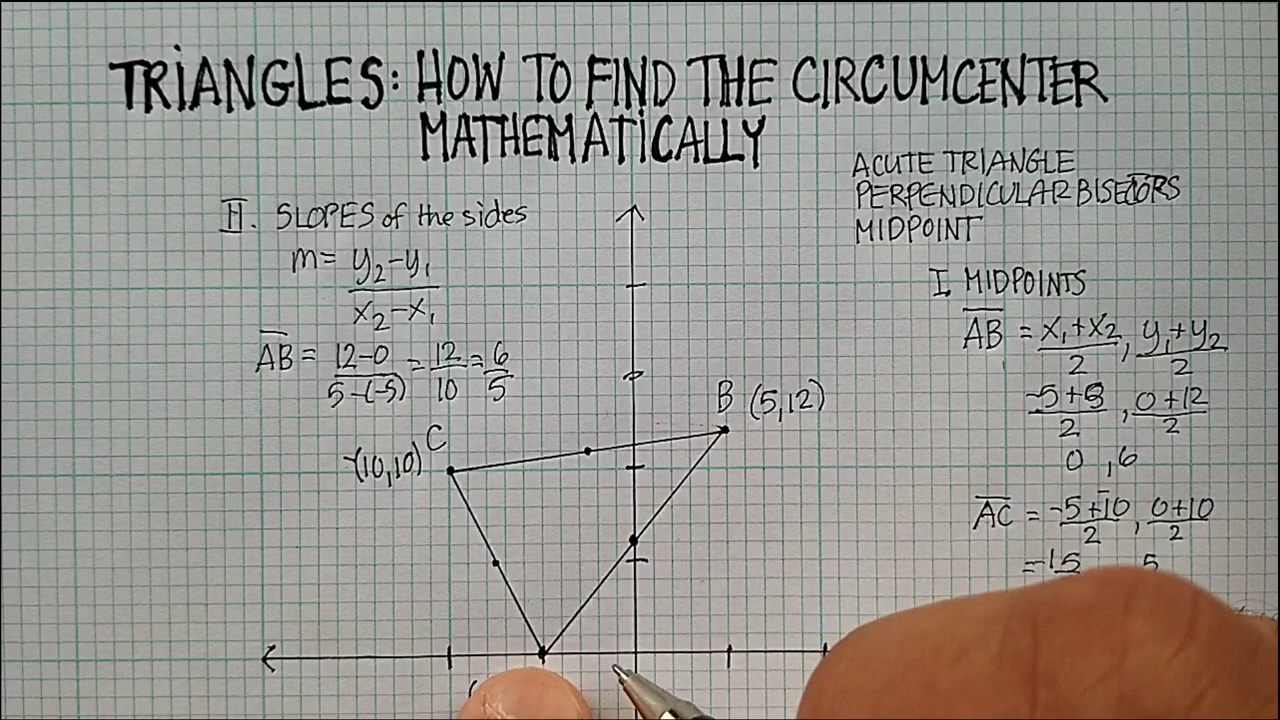 TRIANGLES: HOW TO FIND THE CIRCUMCENTER
MATHEMATICALLY
ACUTE TRIANGLE
PERPENDICULAR BISECTORS
MIDPOINT
II. SLOPES of the sides
m = y₂-y₁
x₂-x₁
AB = 12-0 = 12 = 6
5-(-5) 10 5
B (5,12)
C
-(10,10)
I. MIDPOINTS
AB = x₁+x₂, y₁+y₂
2 2
-5+5, 0+12
2 2
0, 6
AC = -5+-10, 0+10
2 2
=-15 5